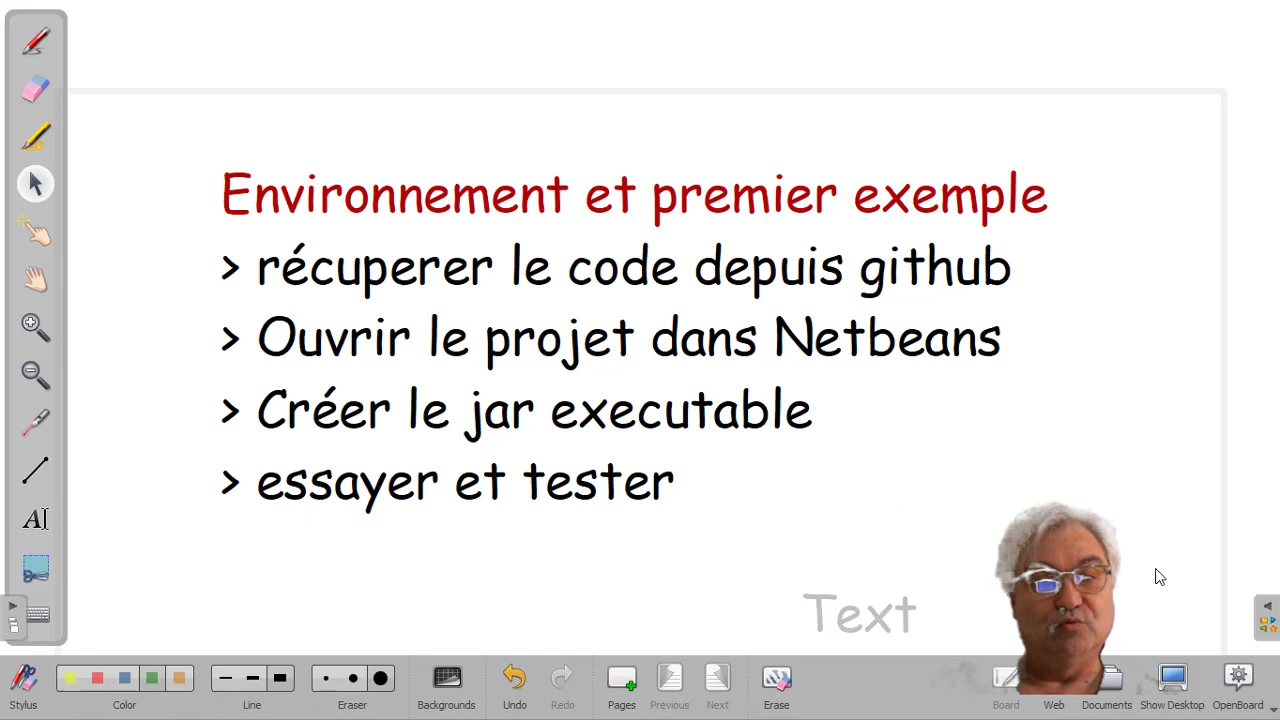 Environnement et premier exemple
> récuperer le code depuis github
> Ouvrir le projet dans Netbeans
> Créer le jar executable
> essayer et tester
Text
AI
Stylus
Color
Line
Eraser
Backgrounds
Undo
Redo
Pages
Previous
Next
Erase
Board
Web
Documents
Show Desktop
OpenBoard